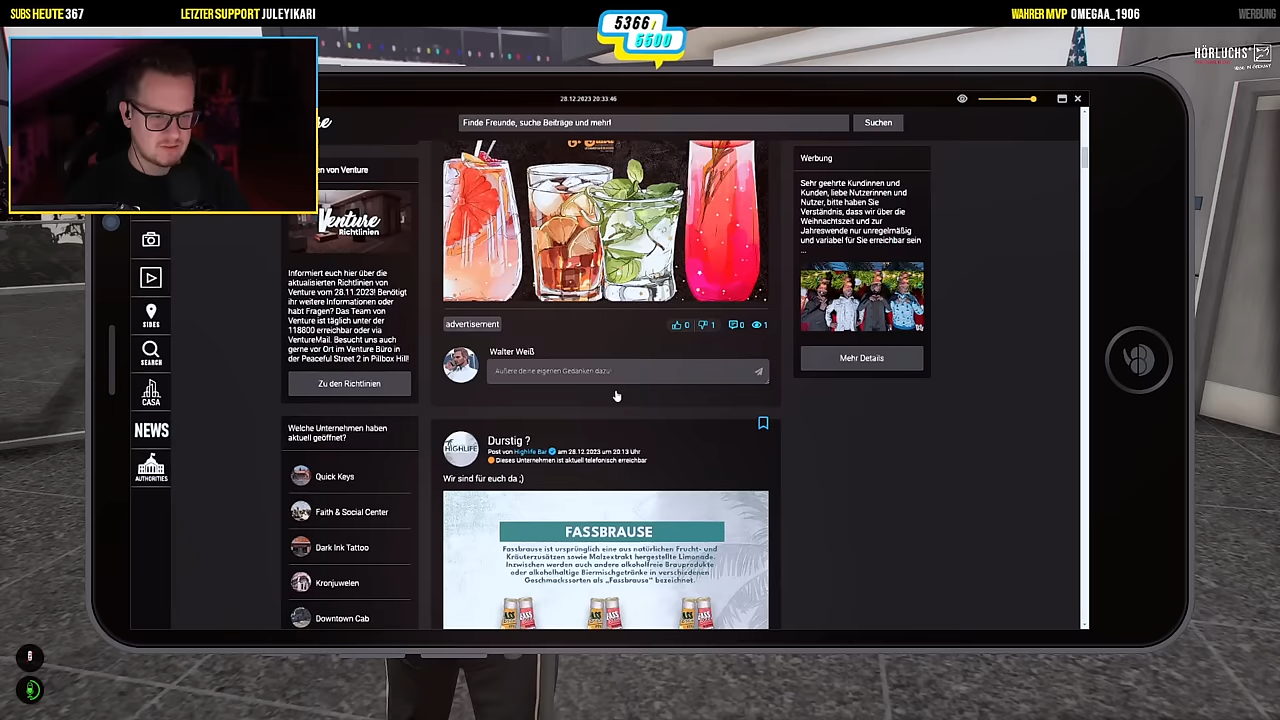 SUBS HEUTE 367
LETZTER SUPPORT JULEYIKARI
5366 /
5500
WAHRER MVP OMEGAA_1906
WERBUNG
HÖRLUCHS
28.12.2023 20:33:46
Finde Freunde, suche Beiträge und mehr!
Suchen
en von Venture
Venture
Richtlinien
Informiert euch hier über die
aktualisierten Richtlinien von
Venture vom 28.11.2023! Benötigt
ihr weitere Informationen oder
habt Fragen? Das Team von
Venture ist täglich unter der
118800 erreichbar oder via
VentureMail. Besucht uns auch
gerne vor Ort im Venture Büro in
der Peaceful Street 2 in Pillbox Hill!
Zu den Richtlinien
SIDES
SEARCH
CASA
NEWS
AUTHORITIES
Welche Unternehmen haben
aktuell geöffnet?
Quick Keys
Faith & Social Center
Dark Ink Tattoo
Kronjuwelen
Downtown Cab
advertisement
0
1
0
1
Walter Weiß
Äußere deine eigenen Gedanken dazu
HIGHLIFE
Durstig ?
Post von Highlife Bar am 28.12.2023 um 20:13 Uhr
Dieses Unternehmen ist aktuell telefonisch erreichbar
Wir sind für euch da ;)
FASSBRAUSE
Fassbrause ist ursprünglich eine aus natürlichen Frucht- und
Kräuterzusätzen sowie Malzextrakt hergestellte Limonade.
Inzwischen werden auch andere alkoholfreie Brauprodukte
oder alkoholhaltige Biermischgetränke in verschiedenen
Geschmackssorten als „Fassbrause" bezeichnet.
Werbung
Sehr geehrte Kundinnen und
Kunden, liebe Nutzerinnen und
Nutzer, bitte haben Sie
Verständnis, dass wir über die
Weihnachtszeit und zur
Jahreswende nur unregelmäßig
und variabel für Sie erreichbar sein
...
Mehr Details